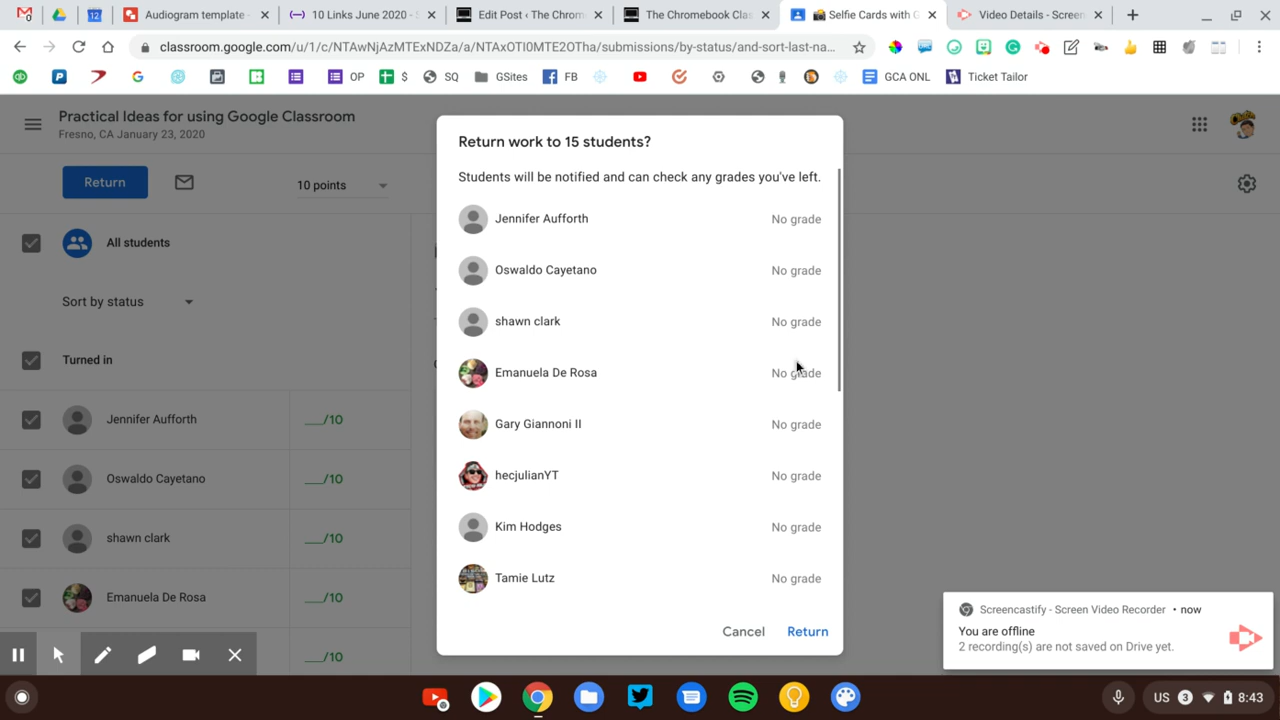 Audiogram template -
10 Links June 2020 - S
Edit Post ‹ The Chrom
The Chromebook Clas
📸 Selfie Cards with G
Video Details - Screen
classroom.google.com/u/1/c/NTAwNjAzMTExNDZa/a/NTAxOTI0MTE2OTha/submissions/by-status/and-sort-last-na...
OP
$
SQ
GSites
FB
GCA ONL
Ticket Tailor
Practical Ideas for using Google Classroom
Fresno, CA January 23, 2020
Return
10 points
All students
Sort by status
Turned in
Jennifer Aufforth
__/10
Oswaldo Cayetano
__/10
shawn clark
__/10
Emanuela De Rosa
__/10
__/10
Return work to 15 students?
Students will be notified and can check any grades you've left.
Jennifer Aufforth No grade
Oswaldo Cayetano No grade
shawn clark No grade
Emanuela De Rosa No grade
Gary Giannoni II No grade
hecjulianYT No grade
Kim Hodges No grade
Tamie Lutz No grade
Cancel Return
Screencastify - Screen Video Recorder • now
You are offline
2 recording(s) are not saved on Drive yet.
US 3 8:43